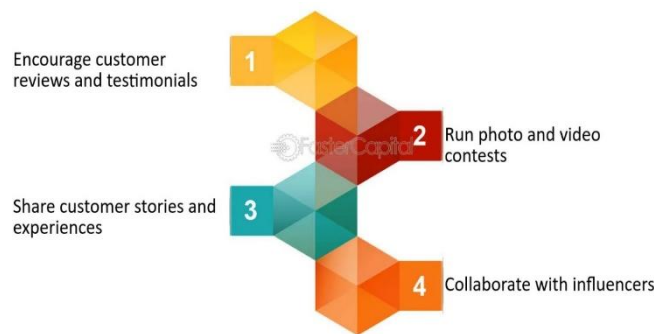 1
Encourage customer
reviews and testimonials
2
Run photo and video
contests
FasterCapital
3
Share customer stories and
experiences
4
Collaborate with influencers